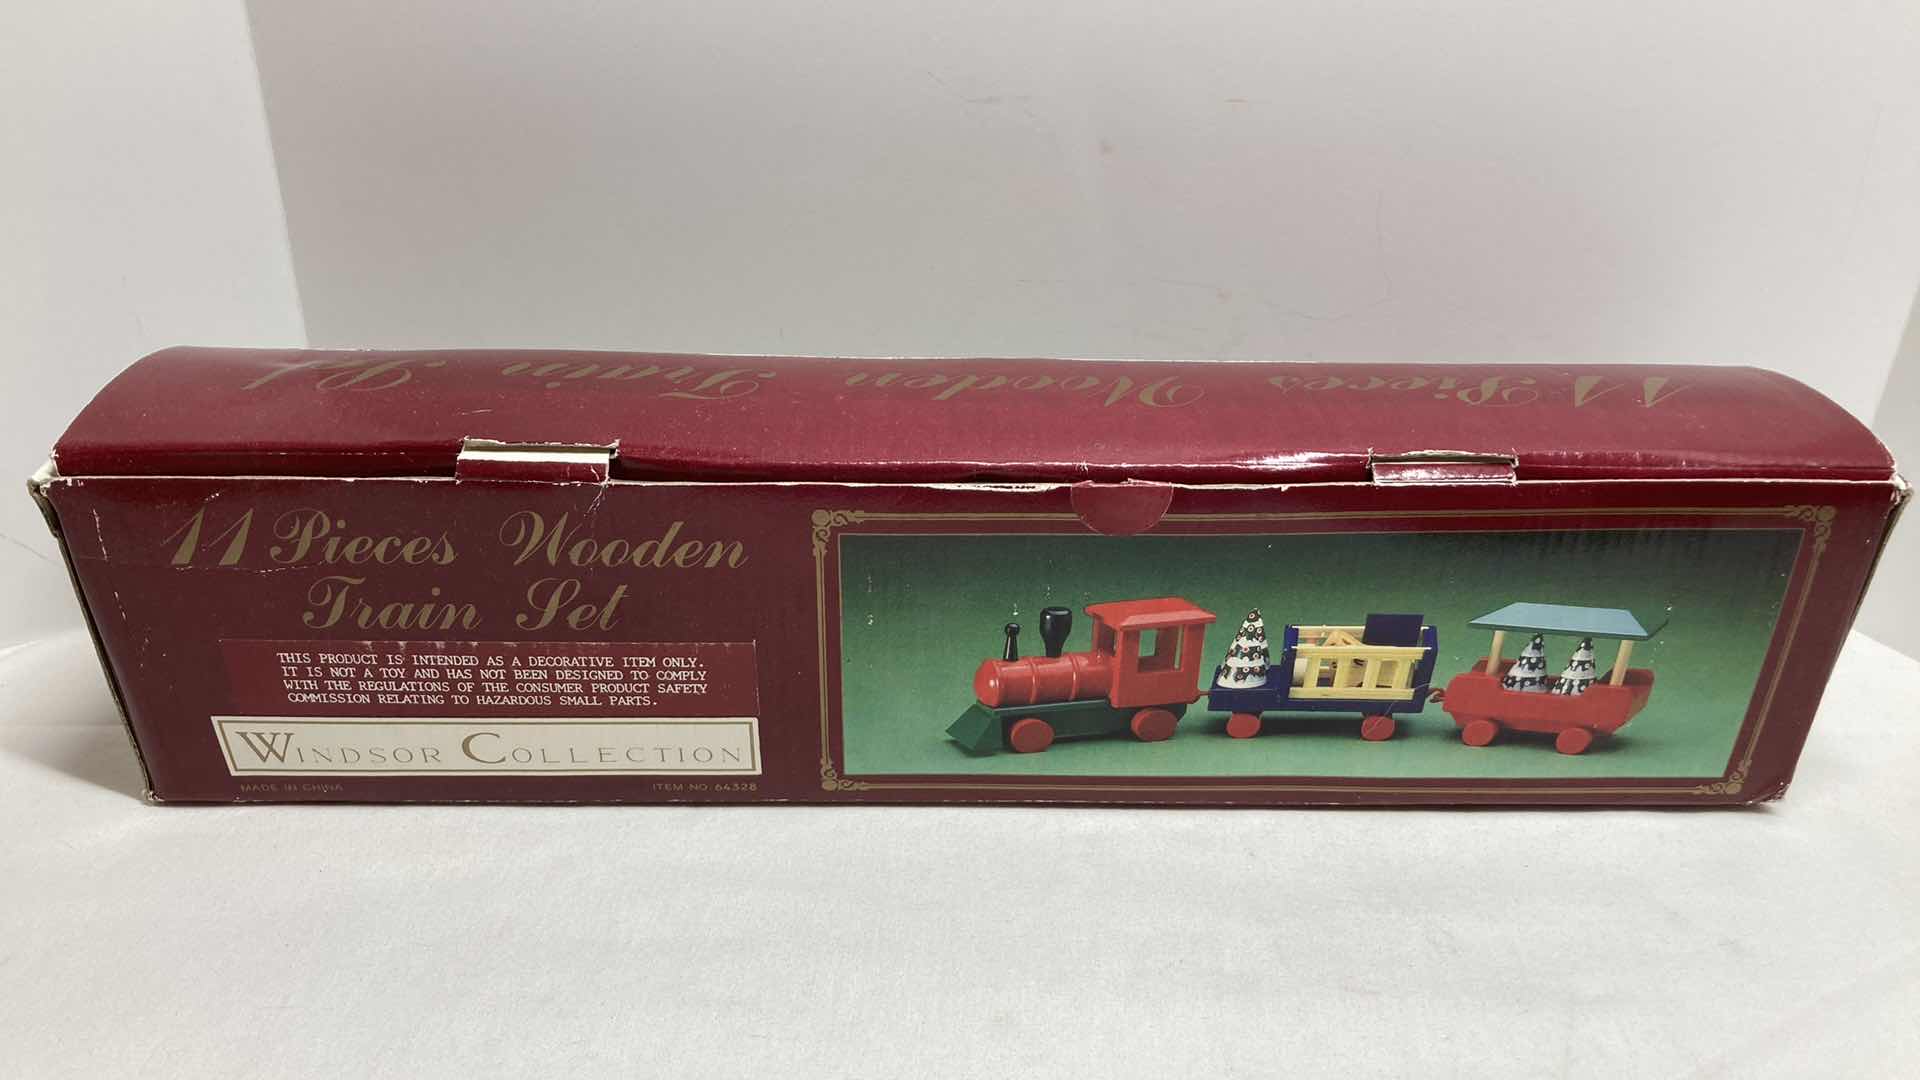 11 Pieces Wooden Train Set
11 Pieces Wooden
Train Set
THIS PRODUCT IS INTENDED AS A DECORATIVE ITEM ONLY.
IT IS NOT A TOY AND HAS NOT BEEN DESIGNED TO COMPLY
WITH THE REGULATIONS OF THE CONSUMER PRODUCT SAFETY
COMMISSION RELATING TO HAZARDOUS SMALL PARTS.
WINDSOR COLLECTION
MADE IN CHINA
ITEM NO 64328